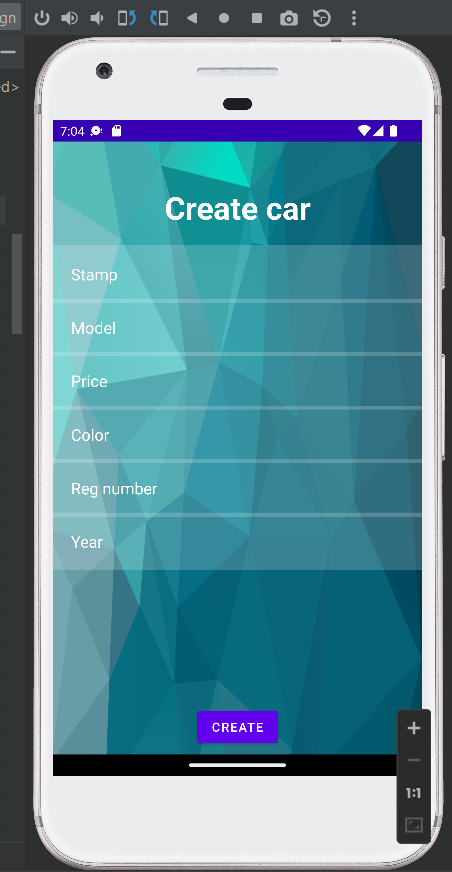 gn
d>
7:04
Create car
Stamp
Model
Price
Color
Reg number
Year
CREATE
1:1